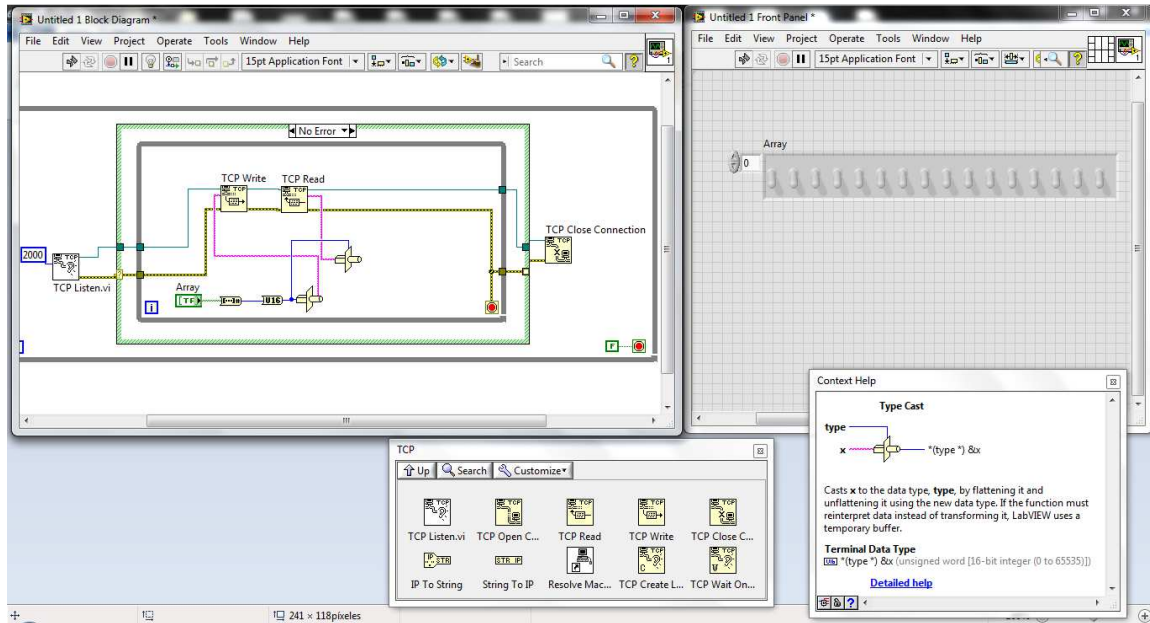 Untitled 1 Block Diagram *
File Edit View Project Operate Tools Window Help
15pt Application Font
Search
No Error
TCP Write
TCP Read
TCP Close Connection
2000
TCP Listen.vi
Array
TF
U16
i
F
Untitled 1 Front Panel *
File Edit View Project Operate Tools Window Help
15pt Application Font
Array
0
Context Help
Type Cast
type
x
*(type *) &x
Casts x to the data type, type, by flattening it and
unflattening it using the new data type. If the function must
reinterpret data instead of transforming it, LabVIEW uses a
temporary buffer.
Terminal Data Type
U16 *(type *) &x (unsigned word [16-bit integer (0 to 65535)])
Detailed help
TCP
Up Search Customize
TCP Listen.vi TCP Open C... TCP Read TCP Write TCP Close C...
IP To String String To IP Resolve Mac... TCP Create L... TCP Wait On...
241 × 118píxeles